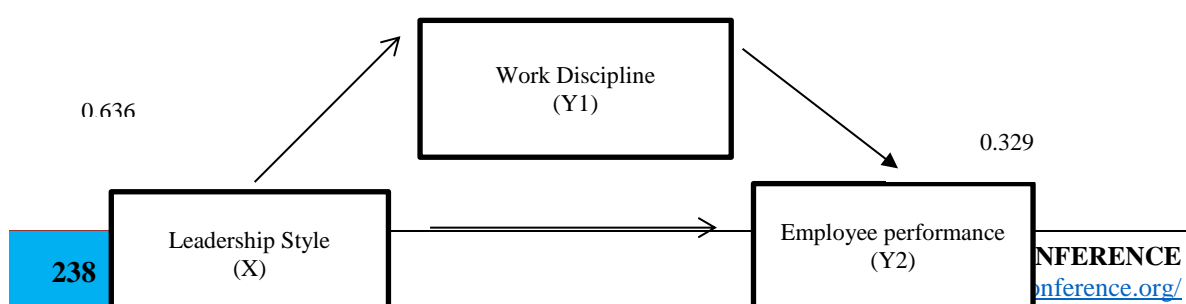 Work Discipline
(Y1)
0.636
0.329
Leadership Style
(X)
Employee performance
(Y2)
238
NFERENCE
nference.org/